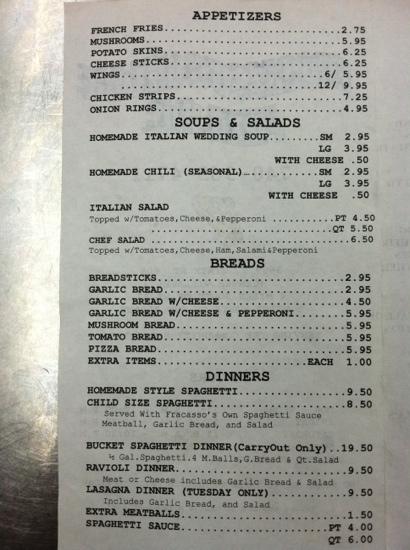 APPETIZERS
FRENCH FRIES..............................2.75
MUSHROOMS.................................5.95
POTATO SKINS..............................6.25
CHEESE STICKS.............................6.25
WINGS..................................6/ 5.95
..................................12/ 9.95
CHICKEN STRIPS............................7.25
ONION RINGS...............................4.95
SOUPS & SALADS
HOMEMADE ITALIAN WEDDING SOUP.......SM 2.95
LG 3.95
WITH CHEESE .50
HOMEMADE CHILI (SEASONAL)…..........SM 2.95
LG 3.95
WITH CHEESE .50
ITALIAN SALAD
Topped w/Tomatoes,Cheese,&Pepperoni ...........PT 4.50
...........................QT 5.50
CHEF SALAD ..............................6.50
Topped w/Tomatoes,Cheese,Ham,Salami&Pepperoni
BREADS
BREADSTICKS...............................2.95
GARLIC BREAD..............................2.95
GARLIC BREAD W/CHEESE.....................4.50
GARLIC BREAD W/CHEESE & PEPPERONI.........5.95
MUSHROOM BREAD............................5.95
TOMATO BREAD..............................5.95
PIZZA BREAD...............................5.95
EXTRA ITEMS..........................EACH 1.00
DINNERS
HOMEMADE STYLE SPAGHETTI..................9.50
CHILD SIZE SPAGHETTI......................8.50
Served With Fracasso's Own Spaghetti Sauce
Meatball, Garlic Bread, and Salad
BUCKET SPAGHETTI DINNER(CarryOut Only)..19.50
½ Gal.Spaghetti.4 M.Balls,G.Bread & Qt.Salad
RAVIOLI DINNER............................9.50
Meat or Cheese includes Garlic Bread & Salad
LASAGNA DINNER (TUESDAY ONLY).............9.50
Includes Garlic Bread, and Salad
EXTRA MEATBALLS...........................1.50
SPAGHETTI SAUCE........................PT 4.00
QT 6.00